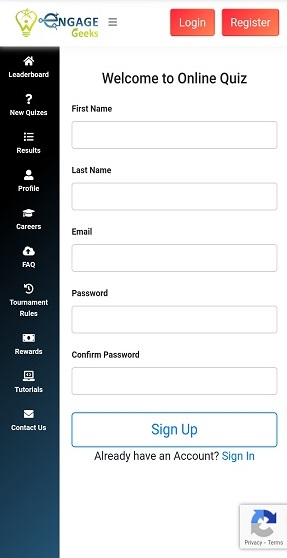 ENGAGE
Geeks
Login
Register
Leaderboard
New Quizes
Results
Profile
Careers
FAQ
Tournament
Rules
Rewards
Tutorials
Contact Us
Welcome to Online Quiz
First Name
Last Name
Email
Password
Confirm Password
Sign Up
Already have an Account? Sign In
Privacy - Terms